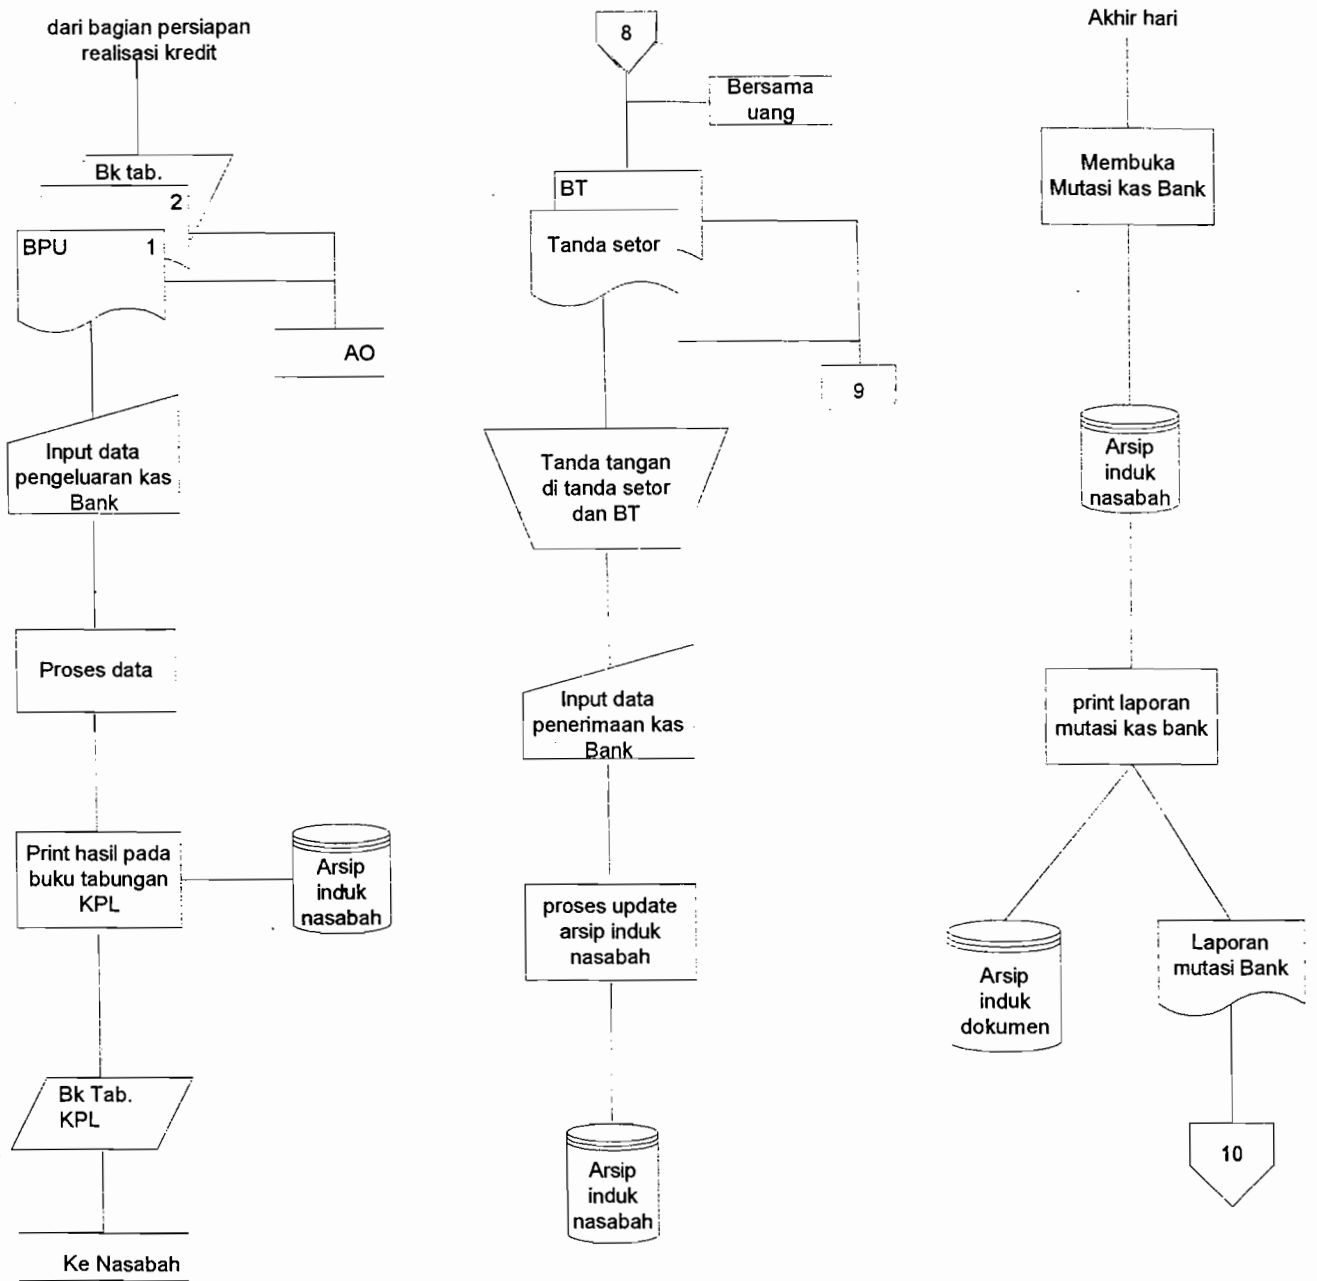 dari bagian persiapan
realisasi kredit
Bk tab.
2
BPU 1
AO
Input data
pengeluaran kas
Bank
Proses data
Print hasil pada
buku tabungan
KPL
Arsip
induk
nasabah
Bk Tab.
KPL
Ke Nasabah
8
Bersama
uang
BT
Tanda setor
9
Tanda tangan
di tanda setor
dan BT
Input data
penerimaan kas
Bank
proses update
arsip induk
nasabah
Arsip
induk
nasabah
Akhir hari
Membuka
Mutasi kas Bank
Arsip
induk
nasabah
print laporan
mutasi kas bank
Arsip
induk
dokumen
Laporan
mutasi Bank
10